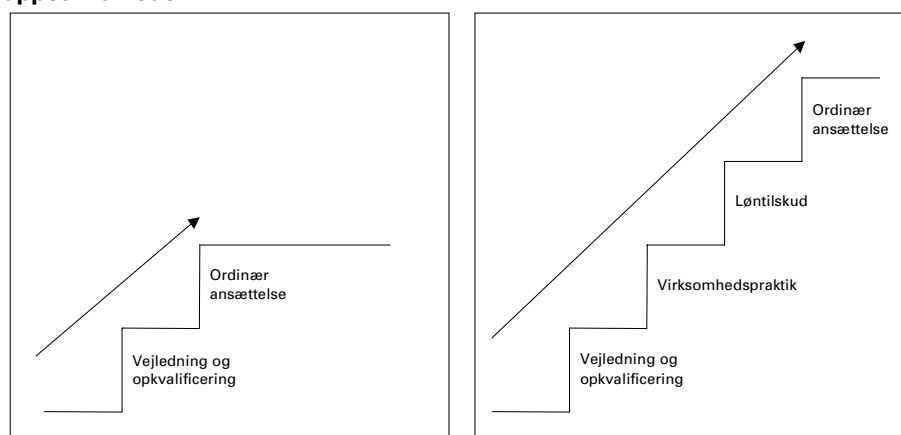 Ordinær
ansættelse
Vejledning og
opkvalificering
Ordinær
ansættelse
Løntilskud
Virksomhedspraktik
Vejledning og
opkvalificering